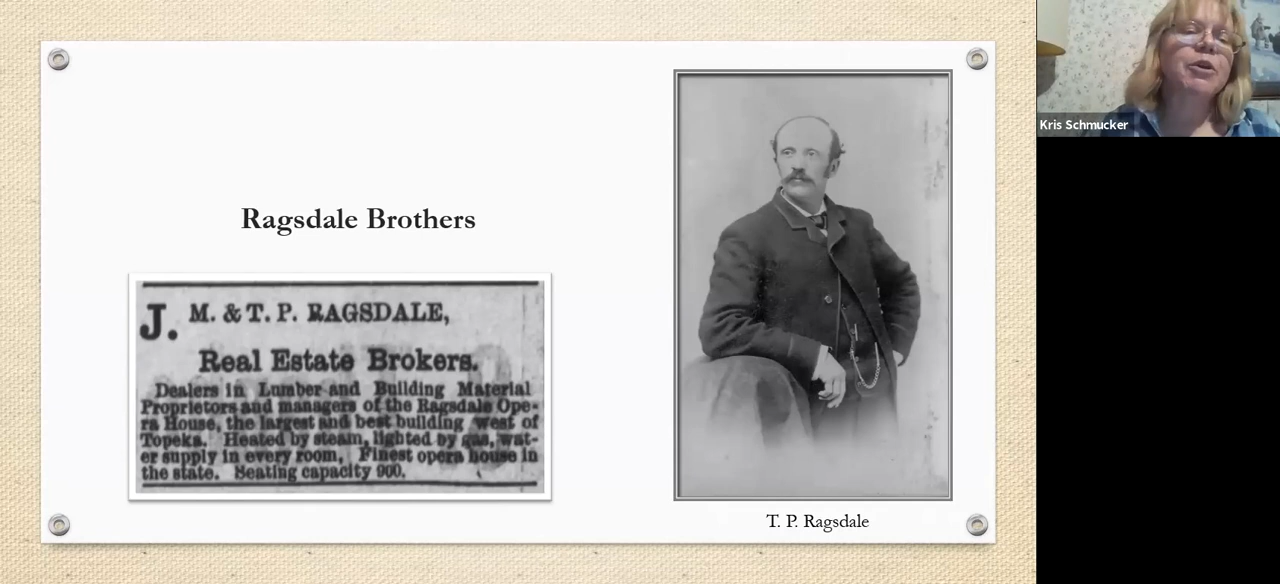 Ragsdale Brothers
J. M. & T. P. RAGSDALE,
Real Estate Brokers.
Dealers in Lumber and Building Material
Proprietors and managers of the Ragsdale Ope-
ra House, the largest and best building west of
Topeka. Heated by steam, lighted by gas, wat-
er supply in every room, Finest opera house in
the state. Seating capacity 900.
T. P. Ragsdale
Kris Schmucker